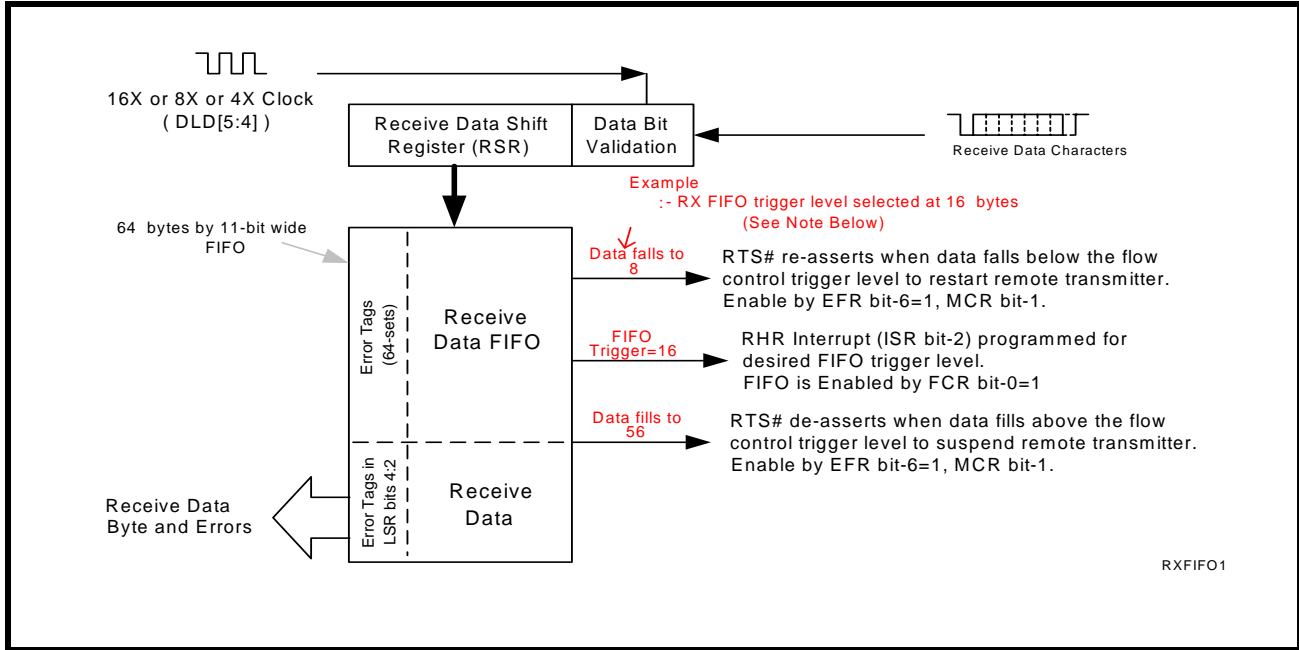 16X or 8X or 4X Clock
( DLD[5:4] )
Receive Data Shift
Register (RSR)
Data Bit
Validation
Receive Data Characters
Example
:- RX FIFO trigger level selected at 16 bytes
(See Note Below)
64 bytes by 11-bit wide
FIFO
Error Tags
(64-sets)
Receive
Data FIFO
Data falls to
8
RTS# re-asserts when data falls below the flow
control trigger level to restart remote transmitter.
Enable by EFR bit-6=1, MCR bit-1.
FIFO
Trigger=16
RHR Interrupt (ISR bit-2) programmed for
desired FIFO trigger level.
FIFO is Enabled by FCR bit-0=1
Data fills to
56
RTS# de-asserts when data fills above the flow
control trigger level to suspend remote transmitter.
Enable by EFR bit-6=1, MCR bit-1.
Error Tags in
LSR bits 4:2
Receive
Data
Receive Data
Byte and Errors
RXFIFO1